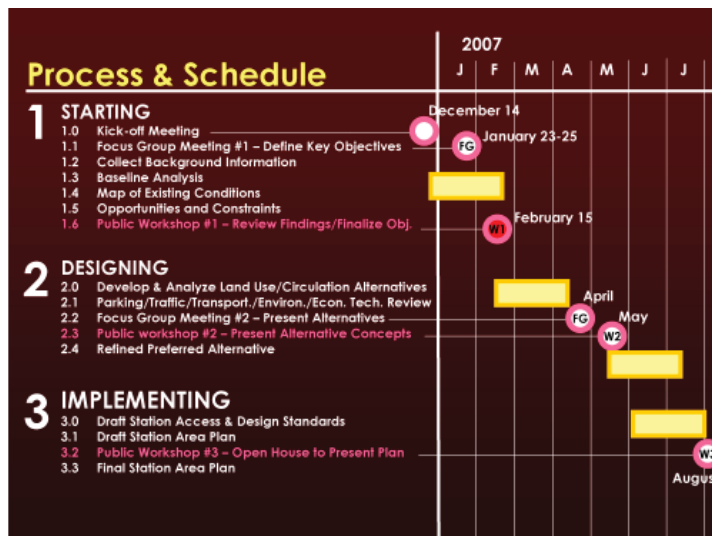 2007
J F M A M J J
Process & Schedule
1 STARTING
December 14
1.0 Kick-off Meeting
1.1 Focus Group Meeting #1 – Define Key Objectives
FG
January 23-25
1.2 Collect Background Information
1.3 Baseline Analysis
1.4 Map of Existing Conditions
1.5 Opportunities and Constraints
1.6 Public Workshop #1 – Review Findings/Finalize Obj.
W1
February 15
2 DESIGNING
2.0 Develop & Analyze Land Use/Circulation Alternatives
2.1 Parking/Traffic/Transport./Environ./Econ. Tech. Review
April
2.2 Focus Group Meeting #2 – Present Alternatives
FG
May
2.3 Public workshop #2 – Present Alternative Concepts
W2
2.4 Refined Preferred Alternative
3 IMPLEMENTING
3.0 Draft Station Access & Design Standards
3.1 Draft Station Area Plan
3.2 Public Workshop #3 – Open House to Present Plan
W3
3.3 Final Station Area Plan
Augus